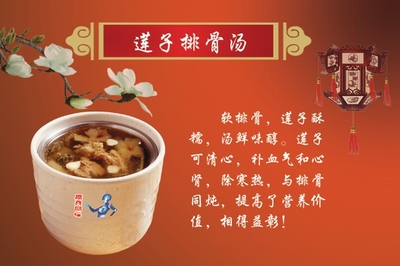 莲子排骨汤
软排骨，莲子酥
糯，汤鲜味醇。莲子
可清心，补血气和心
肾，除寒热，与排骨
同炖，提高了营养价
值，相得益彰！